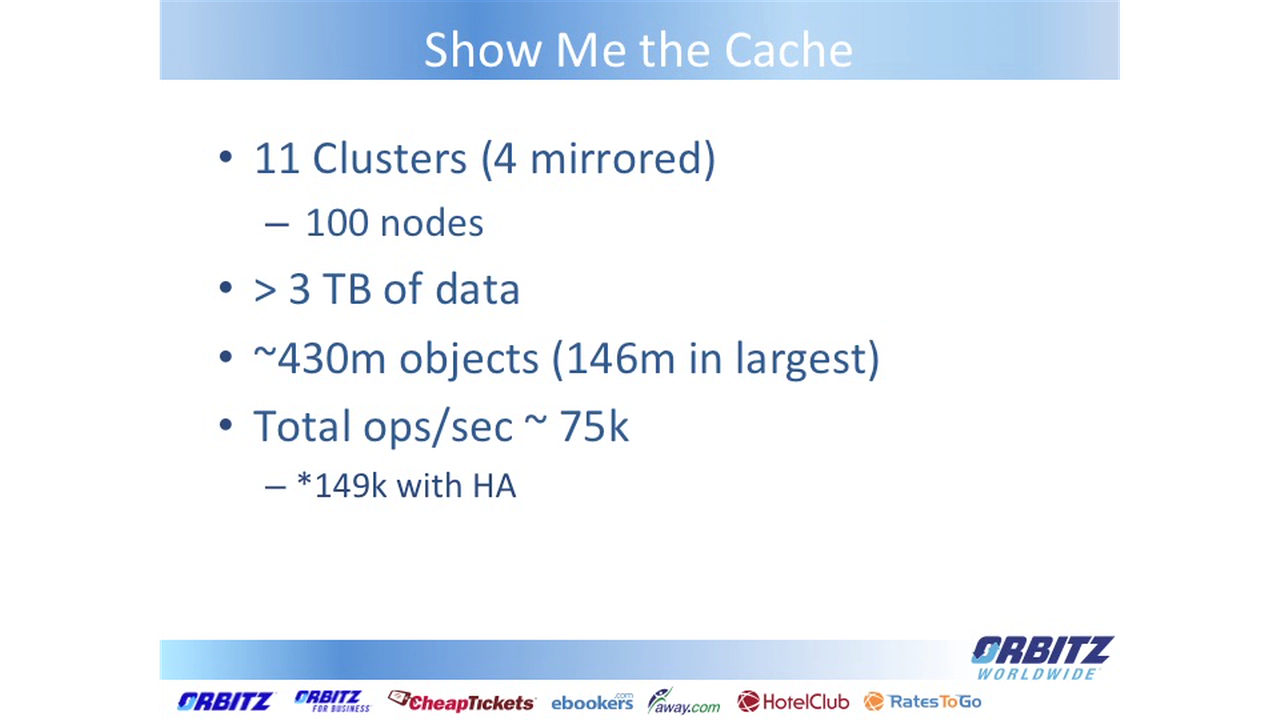 Show Me the Cache
• 11 Clusters (4 mirrored)
– 100 nodes
• > 3 TB of data
• ~430m objects (146m in largest)
• Total ops/sec ~ 75k
– *149k with HA
ORBITZ
WORLDWIDE
ORBITZ
ORBITZ
FOR BUSINESS
CheapTickets
ebookers.com
away.com
HotelClub
RatesToGo